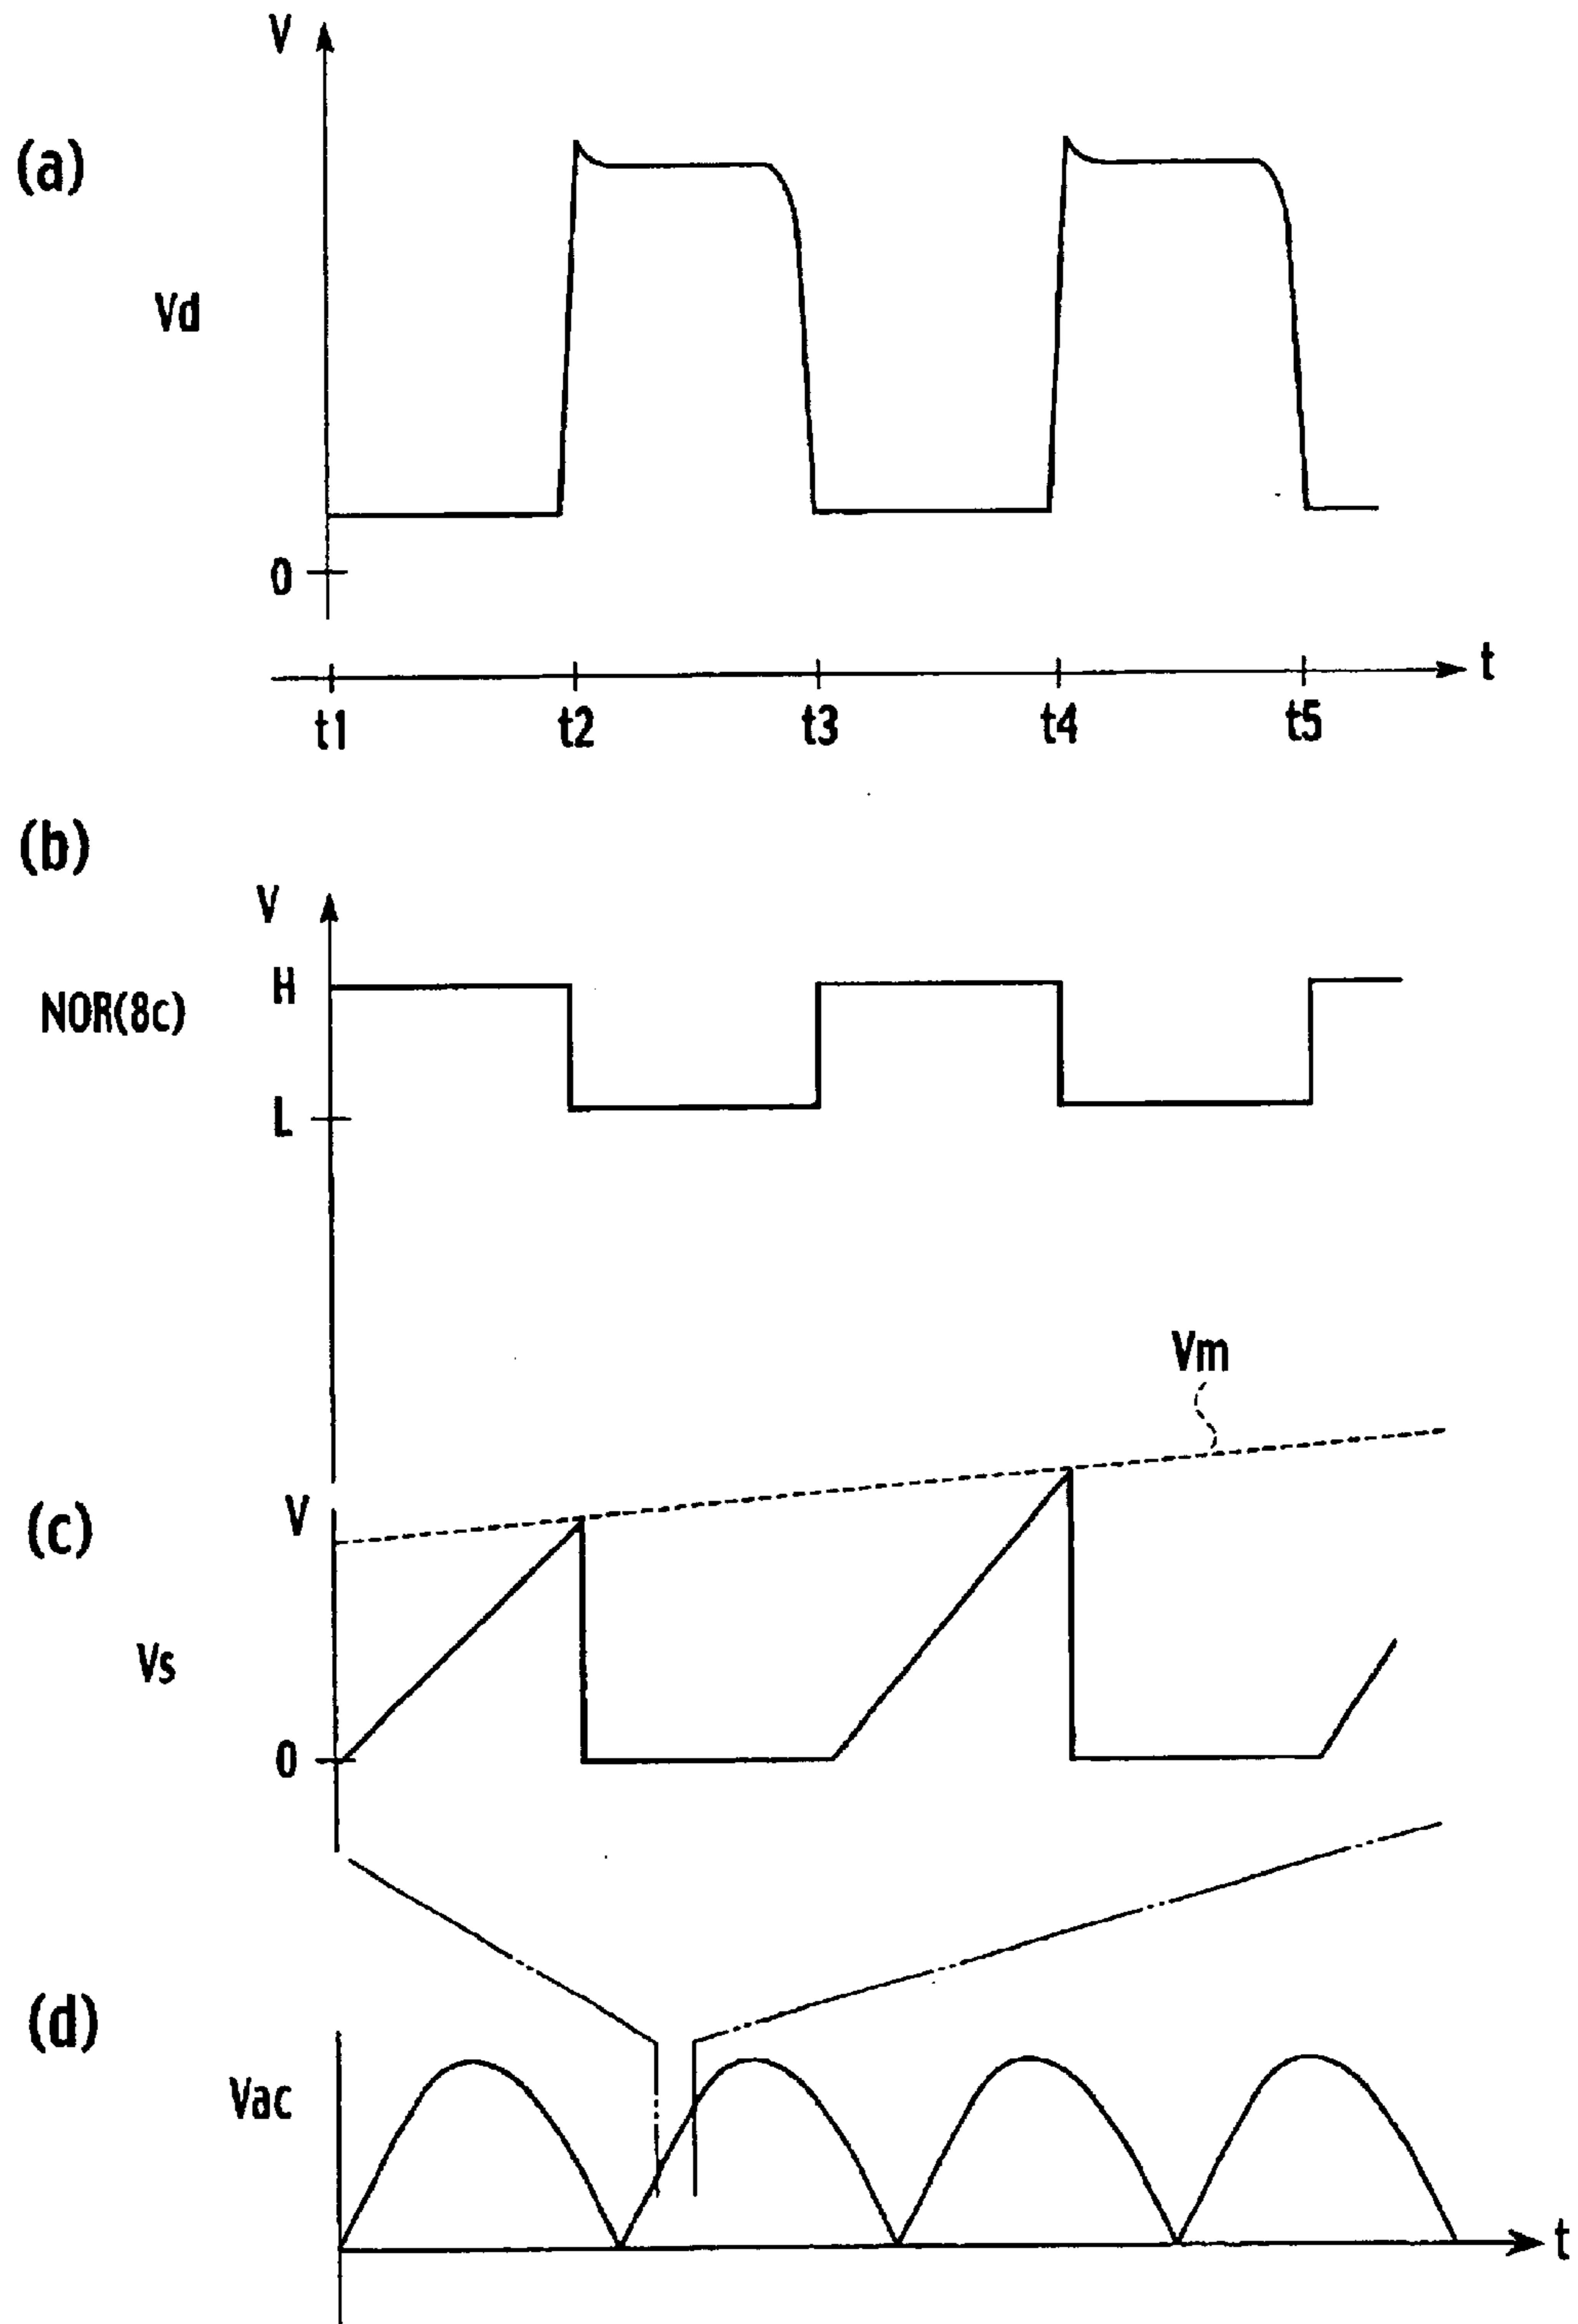 (a)
V
Vd
0
t
t1 t2 t3 t4 t5
(b)
V
H
NOR(8c)
L
Vm
(c)
V
Vs
0
(d)
Vac
t